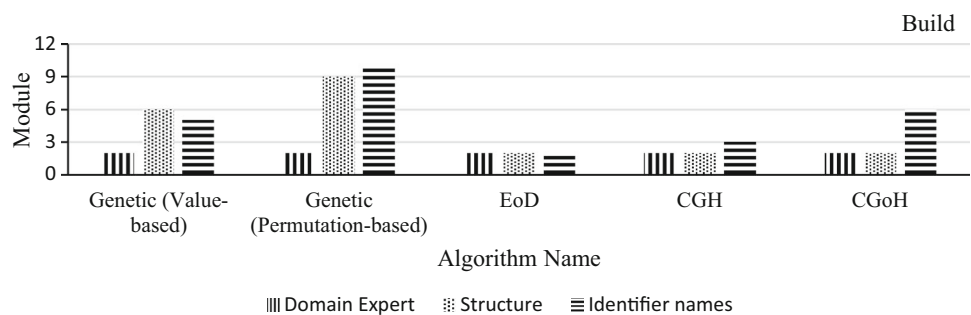 Build
12
9
6
3
0
Module
Genetic (Value-
based)
Genetic
(Permutation-based)
EoD
CGH
CGoH
Algorithm Name
Domain Expert Structure Identifier names